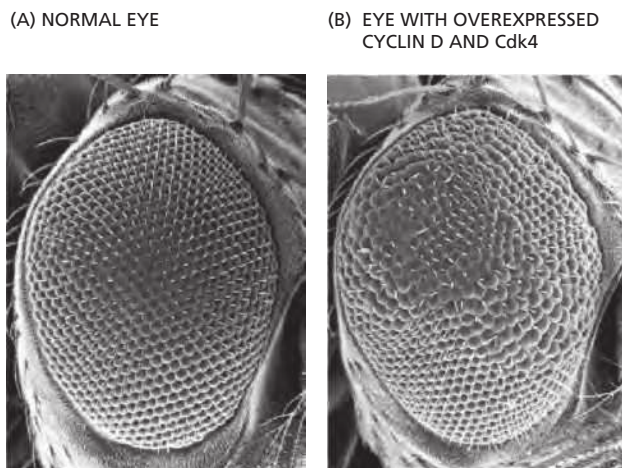 (A) NORMAL EYE
(B) EYE WITH OVEREXPRESSED
CYCLIN D AND Cdk4